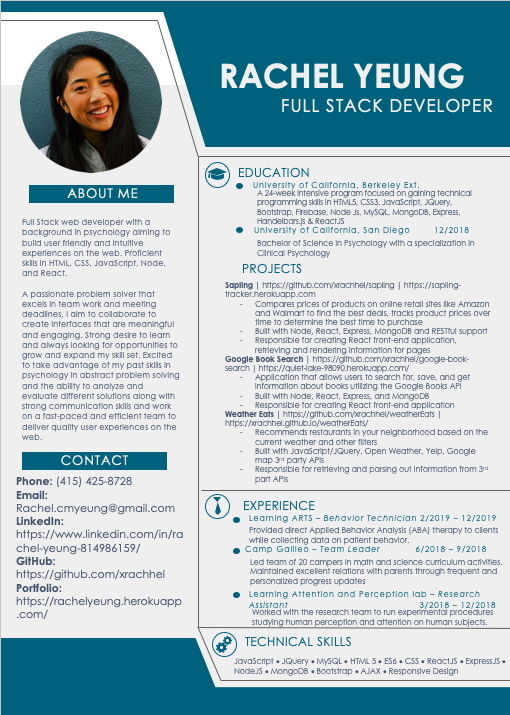 RACHEL YEUNG
FULL STACK DEVELOPER
ABOUT ME
Full Stack web developer with a
background in psychology aiming to
build user friendly and intuitive
experiences on the web. Proficient
skills in HTML, CSS, JavaScript, Node,
and React.
A passionate problem solver that
excels in team work and meeting
deadlines, I aim to collaborate to
create interfaces that are meaningful
and engaging. Strong desire to learn
and always looking for opportunities to
grow and expand my skill set. Excited
to take advantage of my past skills in
psychology in abstract problem solving
and the ability to analyze and
evaluate different solutions along with
strong communication skills and work
on a fast-paced and efficient team to
deliver quality user experiences on the
web.
CONTACT
Phone: (415) 425-8728
Email:
Rachel.cmyeung@gmail.com
LinkedIn:
https://www.linkedin.com/in/ra
chel-yeung-814986159/
GitHub:
https://github.com/xrachhel
Portfolio:
https://rachelyeung.herokuapp
.com/
EDUCATION
University of California, Berkeley Ext.
A 24-week intensive program focused on gaining technical
programming skills in HTML5, CSS3, JavaScript, JQuery,
Bootstrap, Firebase, Node Js, MySQL, MongoDB, Express,
Handelbars.js & ReactJS
University of California, San Diego 12/2018
Bachelor of Science in Psychology with a specialization in
Clinical Psychology
PROJECTS
Sapling | https://github.com/xrachhel/sapling | https://sapling-
tracker.herokuapp.com
- Compares prices of products on online retail sites like Amazon
and Walmart to find the best deals, tracks product prices over
time to determine the best time to purchase
- Built with Node, React, Express, MongoDB and RESTful support
- Responsible for creating React front-end application,
retrieving and rendering information for pages
Google Book Search | https://github.com/xrachhel/google-book-
search | https://quiet-lake-98090.herokuapp.com/
- Application that allows users to search for, save, and get
information about books utilizing the Google Books API
- Built with Node, React, Express, and MongoDB
- Responsible for creating React front-end application
Weather Eats | https://github.com/xrachhel/weatherEats |
https://xrachhel.github.io/weatherEats/
- Recommends restaurants in your neighborhood based on the
current weather and other filters
- Built with JavaScript/JQuery, Open Weather, Yelp, Google
map 3rd party APIs
- Responsible for retrieving and parsing out information from 3rd
part APIs
EXPERIENCE
Learning ARTS – Behavior Technician 2/2019 – 12/2019
Provided direct Applied Behavior Analysis (ABA) therapy to clients
while collecting data on patient behavior.
Camp Galileo – Team Leader 6/2018 – 9/2018
Led team of 20 campers in math and science curriculum activities.
Maintained excellent relations with parents through frequent and
personalized progress updates
Learning Attention and Perception lab – Research
Assistant 3/2018 – 12/2018
Worked with the research team to run experimental procedures
studying human perception and attention on human subjects.
TECHNICAL SKILLS
JavaScript • JQuery • MySQL • HTML 5 • ES6 • CSS • ReactJS • ExpressJS •
NodeJS • MongoDB • Bootstrap • AJAX • Responsive Design